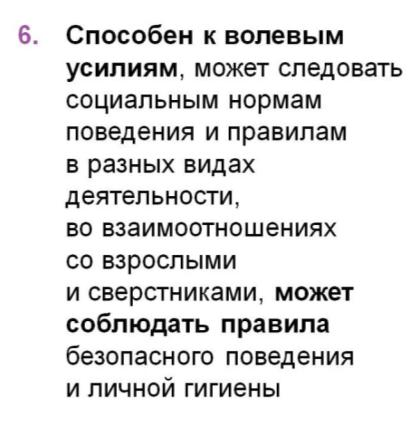 6. Способен к волевым
усилиям, может следовать
социальным нормам
поведения и правилам
в разных видах
деятельности,
во взаимоотношениях
со взрослыми
и сверстниками, может
соблюдать правила
безопасного поведения
и личной гигиены